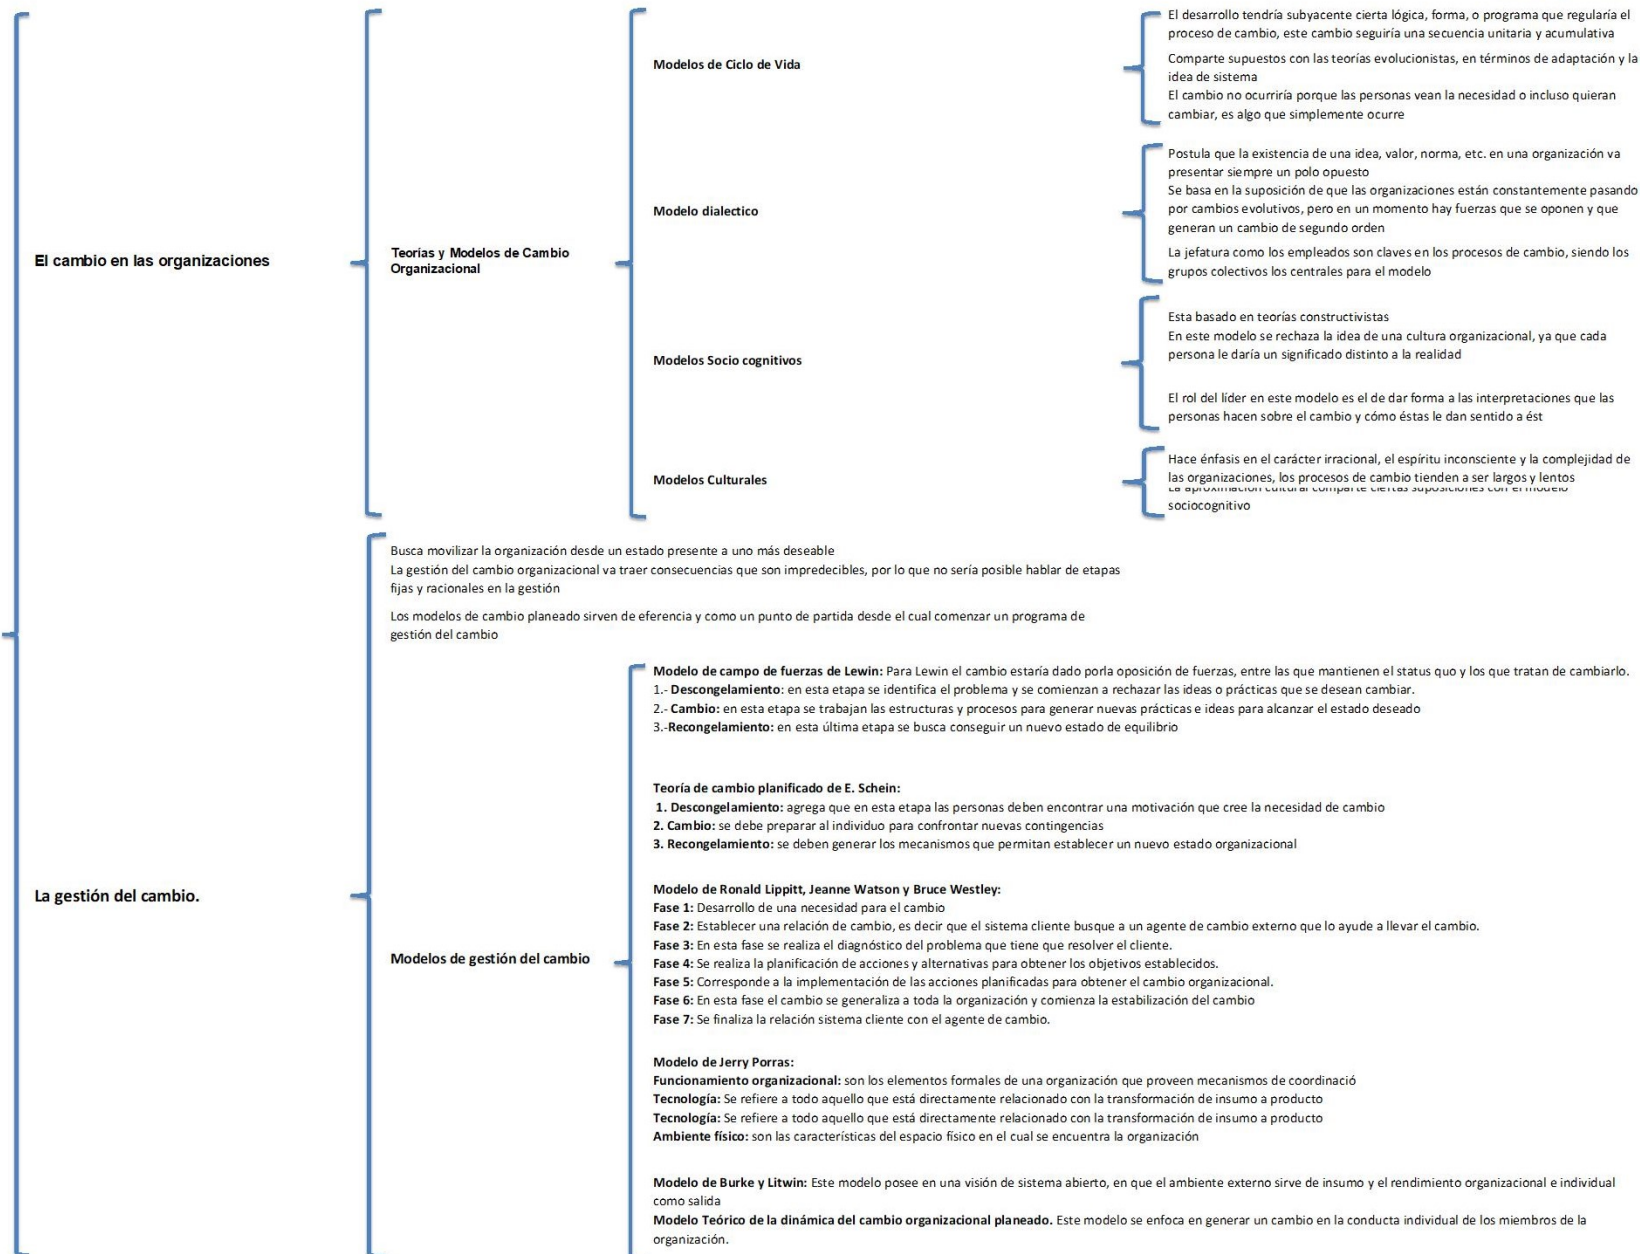 El cambio en las organizaciones
Teorías y Modelos de Cambio
Organizacional
Modelos de Ciclo de Vida
El desarrollo tendría subyacente cierta lógica, forma, o programa que regularía el
proceso de cambio, este cambio seguiría una secuencia unitaria y acumulativa
Comparte supuestos con las teorías evolucionistas, en términos de adaptación y la
idea de sistema
El cambio no ocurriría porque las personas vean la necesidad o incluso quieran
cambiar, es algo que simplemente ocurre
Modelo dialectico
Postula que la existencia de una idea, valor, norma, etc. en una organización va
presentar siempre un polo opuesto
Se basa en la suposición de que las organizaciones están constantemente pasando
por cambios evolutivos, pero en un momento hay fuerzas que se oponen y que
generan un cambio de segundo orden
La jefatura como los empleados son claves en los procesos de cambio, siendo los
grupos colectivos los centrales para el modelo
Modelos Socio cognitivos
Esta basado en teorías constructivistas
En este modelo se rechaza la idea de una cultura organizacional, ya que cada
persona le daría un significado distinto a la realidad
El rol del líder en este modelo es el de dar forma a las interpretaciones que las
personas hacen sobre el cambio y cómo éstas le dan sentido a ést
Modelos Culturales
Hace énfasis en el carácter irracional, el espíritu inconsciente y la complejidad de
las organizaciones, los procesos de cambio tienden a ser largos y lentos
La aproximación cultural comparte ciertas suposiciones con el modelo
sociocognitivo
La gestión del cambio.
Busca movilizar la organización desde un estado presente a uno más deseable
La gestión del cambio organizacional va traer consecuencias que son impredecibles, por lo que no sería posible hablar de etapas
fijas y racionales en la gestión
Los modelos de cambio planeado sirven de eferencia y como un punto de partida desde el cual comenzar un programa de
gestión del cambio
Modelos de gestión del cambio
Modelo de campo de fuerzas de Lewin: Para Lewin el cambio estaría dado porla oposición de fuerzas, entre las que mantienen el status quo y los que tratan de cambiarlo.
1.- Descongelamiento: en esta etapa se identifica el problema y se comienzan a rechazar las ideas o prácticas que se desean cambiar.
2.- Cambio: en esta etapa se trabajan las estructuras y procesos para generar nuevas prácticas e ideas para alcanzar el estado deseado
3.-Recongelamiento: en esta última etapa se busca conseguir un nuevo estado de equilibrio
Teoría de cambio planificado de E. Schein:
1. Descongelamiento: agrega que en esta etapa las personas deben encontrar una motivación que cree la necesidad de cambio
2. Cambio: se debe preparar al individuo para confrontar nuevas contingencias
3. Recongelamiento: se deben generar los mecanismos que permitan establecer un nuevo estado organizacional
Modelo de Ronald Lippitt, Jeanne Watson y Bruce Westley:
Fase 1: Desarrollo de una necesidad para el cambio
Fase 2: Establecer una relación de cambio, es decir que el sistema cliente busque a un agente de cambio externo que lo ayude a llevar el cambio.
Fase 3: En esta fase se realiza el diagnóstico del problema que tiene que resolver el cliente.
Fase 4: Se realiza la planificación de acciones y alternativas para obtener los objetivos establecidos.
Fase 5: Corresponde a la implementación de las acciones planificadas para obtener el cambio organizacional.
Fase 6: En esta fase el cambio se generaliza a toda la organización y comienza la estabilización del cambio
Fase 7: Se finaliza la relación sistema cliente con el agente de cambio.
Modelo de Jerry Porras:
Funcionamiento organizacional: son los elementos formales de una organización que proveen mecanismos de coordinació
Tecnología: Se refiere a todo aquello que está directamente relacionado con la transformación de insumo a producto
Tecnología: Se refiere a todo aquello que está directamente relacionado con la transformación de insumo a producto
Ambiente físico: son las características del espacio físico en el cual se encuentra la organización
Modelo de Burke y Litwin: Este modelo posee en una visión de sistema abierto, en que el ambiente externo sirve de insumo y el rendimiento organizacional e individual
como salida
Modelo Teórico de la dinámica del cambio organizacional planeado. Este modelo se enfoca en generar un cambio en la conducta individual de los miembros de la
organización.